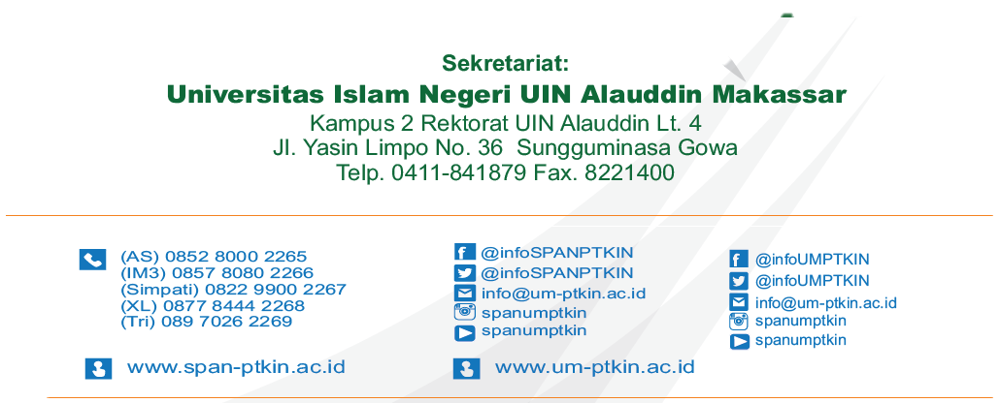 Sekretariat:
Universitas Islam Negeri UIN Alauddin Makassar
Kampus 2 Rektorat UIN Alauddin Lt. 4
Jl. Yasin Limpo No. 36  Sungguminasa Gowa
Telp. 0411-841879 Fax. 8221400
(AS) 0852 8000 2265
(IM3) 0857 8080 2266
(Simpati) 0822 9900 2267
(XL) 0877 8444 2268
(Tri) 089 7026 2269
@infoSPANPTKIN
@infoSPANPTKIN
info@um-ptkin.ac.id
spanumptkin
spanumptkin
@infoUMPTKIN
@infoUMPTKIN
info@um-ptkin.ac.id
spanumptkin
spanumptkin
www.span-ptkin.ac.id
www.um-ptkin.ac.id